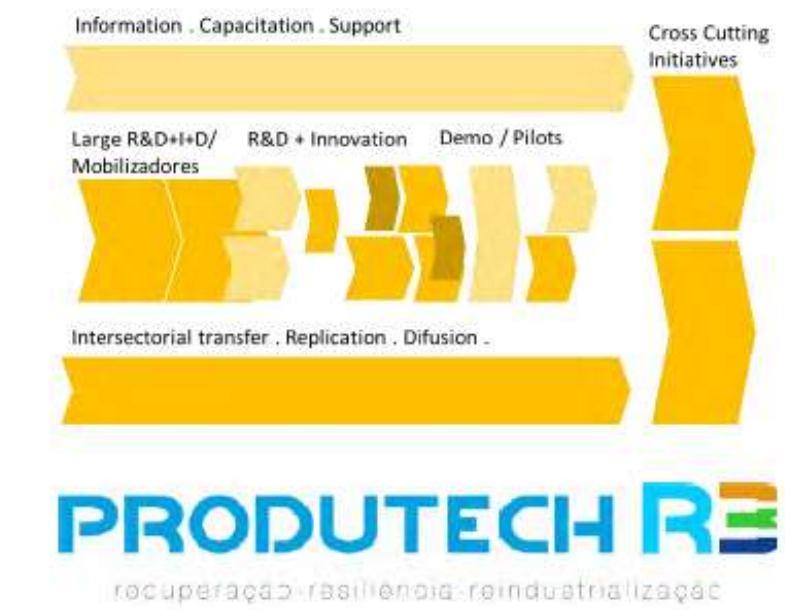 Information . Capacitation . Support
Cross Cutting
Initiatives
Large R&D+I+D/
Mobilizadores
R&D + Innovation
Demo / Pilots
Intersectorial transfer . Replication . Difusion .
PRODUTECH R3
recuperação-resiliência-reindustrialização